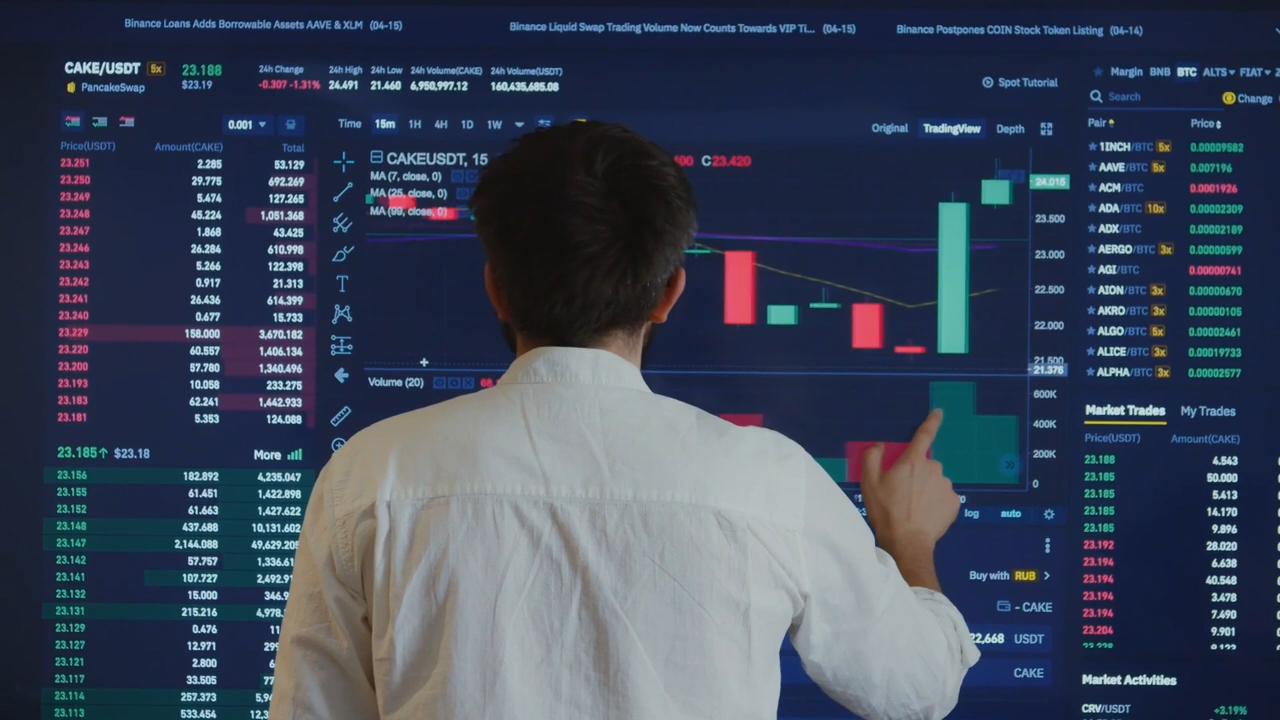 Binance Loans Adds Borrowable Assets AAVE & XLM (04-15) Binance Liquid Swap Trading Volume Now Counts Towards VIP Ti... (04-15) Binance Postpones COIN Stock Token Listing (04-14)
CAKE/USDT 5x 23.188 24h Change 24h High 24h Low 24h Volume(CAKE) 24h Volume(USDT)
PancakeSwap $23.19 -0.307 -1.31% 24.491 21.460 6,950,997.12 160,435,685.08
Spot Tutorial
Margin BNB BTC ALTS FIAT
Search Change
0.001 Time 15m 1H 4H 1D 1W Original TradingView Depth
Pair Price
Price(USDT) Amount(CAKE) Total
23.251 2.285 53.129
23.250 29.775 692.269
23.249 5.474 127.265
23.248 45.224 1,051.368
23.247 1.868 43.425
23.246 26.284 610.998
23.243 5.266 122.398
23.242 0.917 21.313
23.241 26.436 614.399
23.240 0.677 15.733
23.229 158.000 3,670.182
23.220 60.557 1,406.134
23.200 57.780 1,340.496
23.193 10.058 233.275
23.183 62.241 1,442.933
23.181 5.353 124.088
23.185↑ $23.18 More
23.156 182.892 4,235.047
23.155 61.451 1,422.898
23.152 61.663 1,427.622
23.148 437.688 10,131.602
23.147 2,144.088 49,629.205
23.142 57.757 1,336.61
23.141 107.727 2,492.9
23.132 15.000 346.9
23.131 215.216 4,978.
23.129 0.476 11
23.127 12.971 299
23.121 2.800 6
23.117 33.505 77
23.114 257.373 5,9
23.113 533.454 12,3
CAKEUSDT, 15 400 C23.420
MA (7, close, 0)
MA (25, close, 0)
MA (99, close, 0)
24.015
23.500
23.000
22.500
22.000
21.500
21.376
Volume (20) 68
600K
400K
200K
0
log auto
Buy with RUB
- CAKE
22,668 USDT
CAKE
1INCH/BTC 5x 0.00009582
AAVE/BTC 5x 0.007196
ACM/BTC 0.0001926
ADA/BTC 10x 0.00002309
ADX/BTC 0.00002189
AERGO/BTC 3x 0.00000599
AGI/BTC 0.00000741
AION/BTC 3x 0.00000670
AKRO/BTC 3x 0.00000105
ALGO/BTC 5x 0.00002461
ALICE/BTC 3x 0.00019733
ALPHA/BTC 3x 0.00002577
Market Trades My Trades
Price(USDT) Amount(CAKE)
23.188 4.543
23.185 50.000
23.185 5.413
23.185 14.170
23.185 9.896
23.192 28.020
23.194 6.638
23.194 40.548
23.194 3.478
23.194 7.490
23.204 9.901
Market Activities
CRV/USDT +3.19%